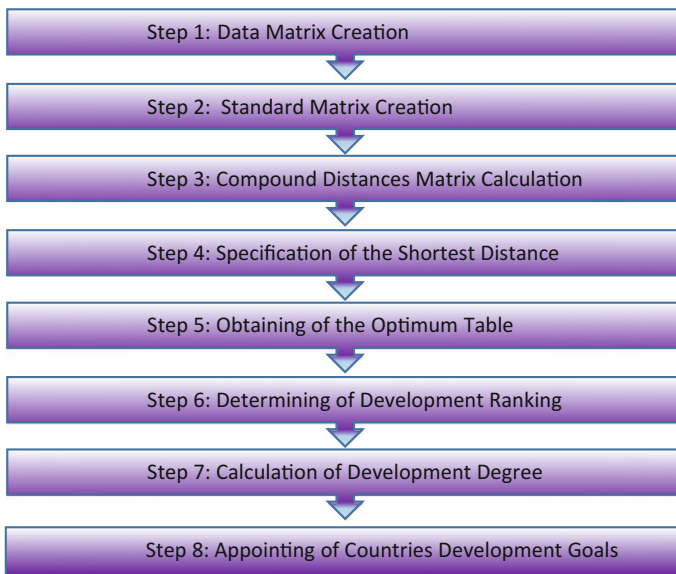 Step 1: Data Matrix Creation
Step 2:  Standard Matrix Creation
Step 3: Compound Distances Matrix Calculation
Step 4: Specification of the Shortest Distance
Step 5: Obtaining of the Optimum Table
Step 6: Determining of Development Ranking
Step 7: Calculation of Development Degree
Step 8: Appointing of Countries Development Goals